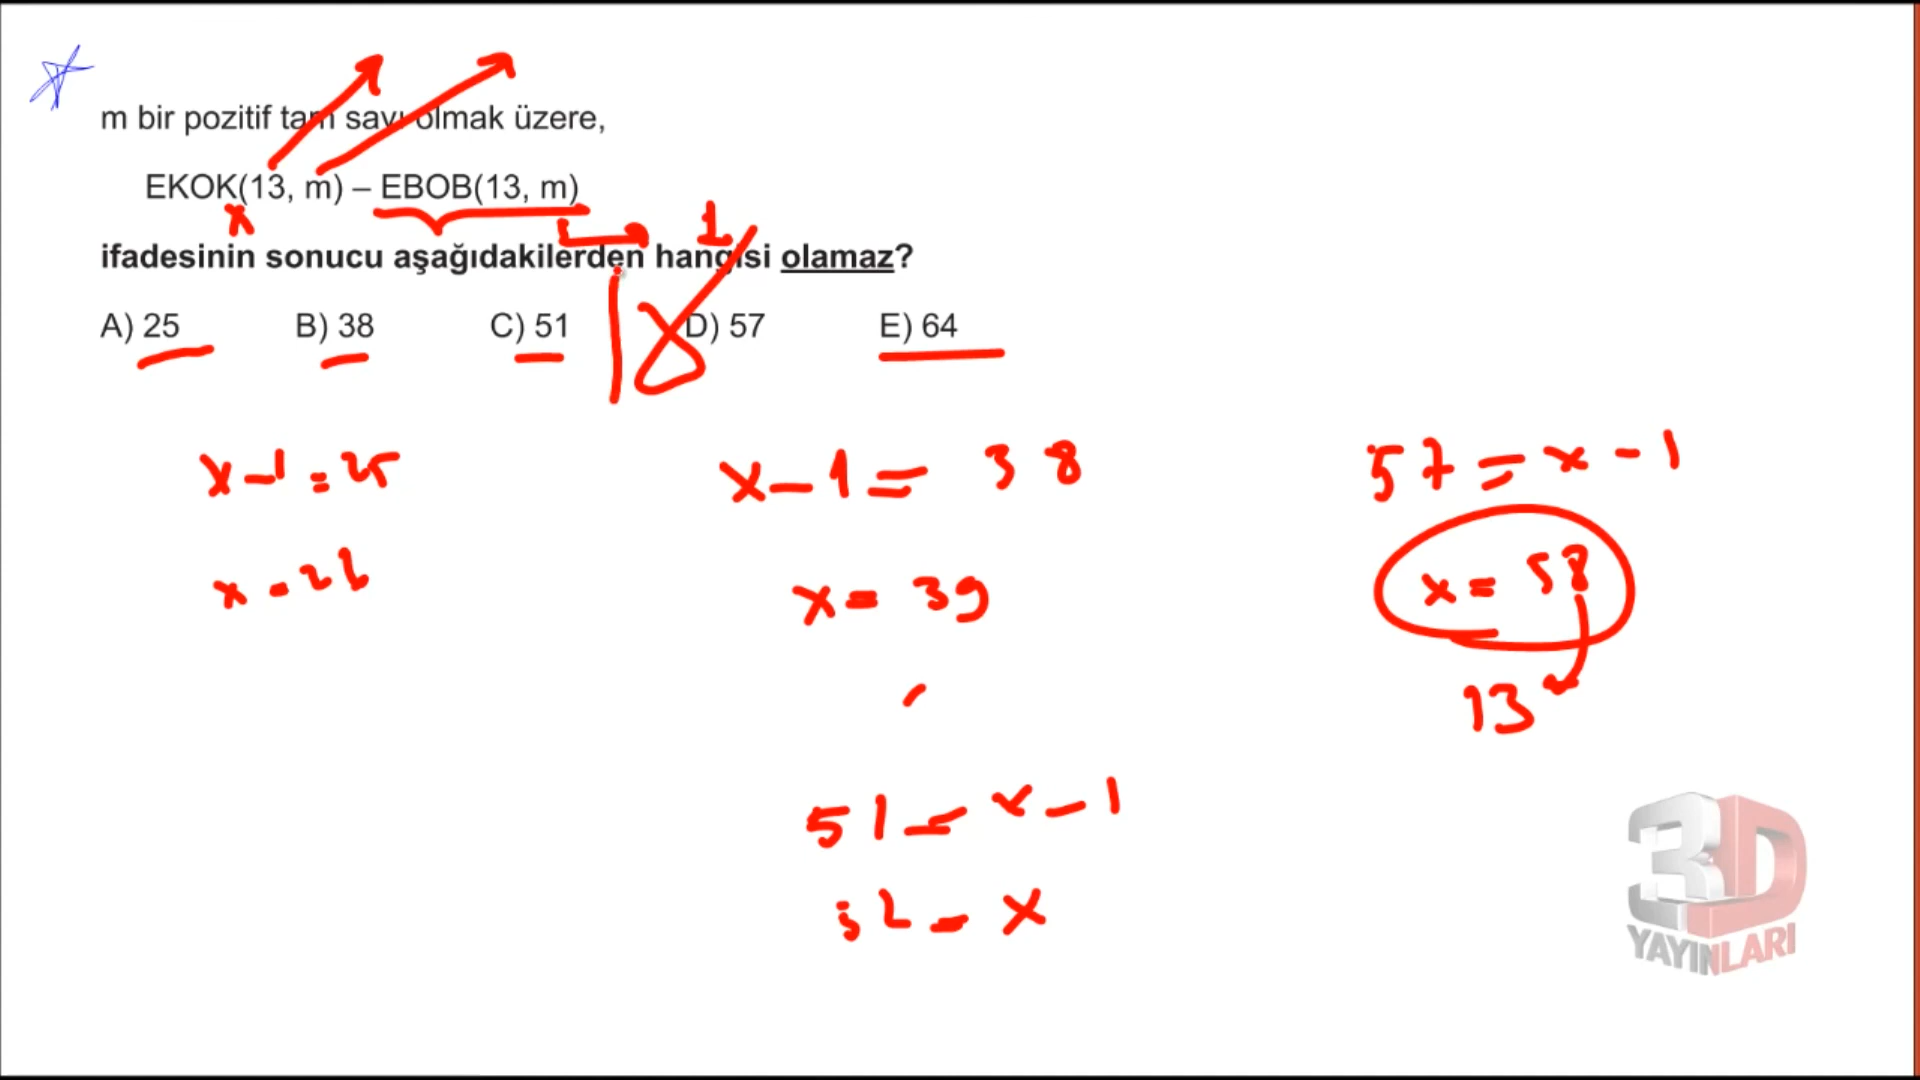 m bir pozitif tam sayı olmak üzere,
EKOK(13, m) – EBOB(13, m)
x
1
ifadesinin sonucu aşağıdakilerden hangisi olamaz?
A) 25 B) 38 C) 51 D) 57 E) 64
x - 1 = 25
x = 26
x - 1 = 38
x = 39
51 = x - 1
52 = x
57 = x - 1
x = 58
13
3D
YAYINLARI